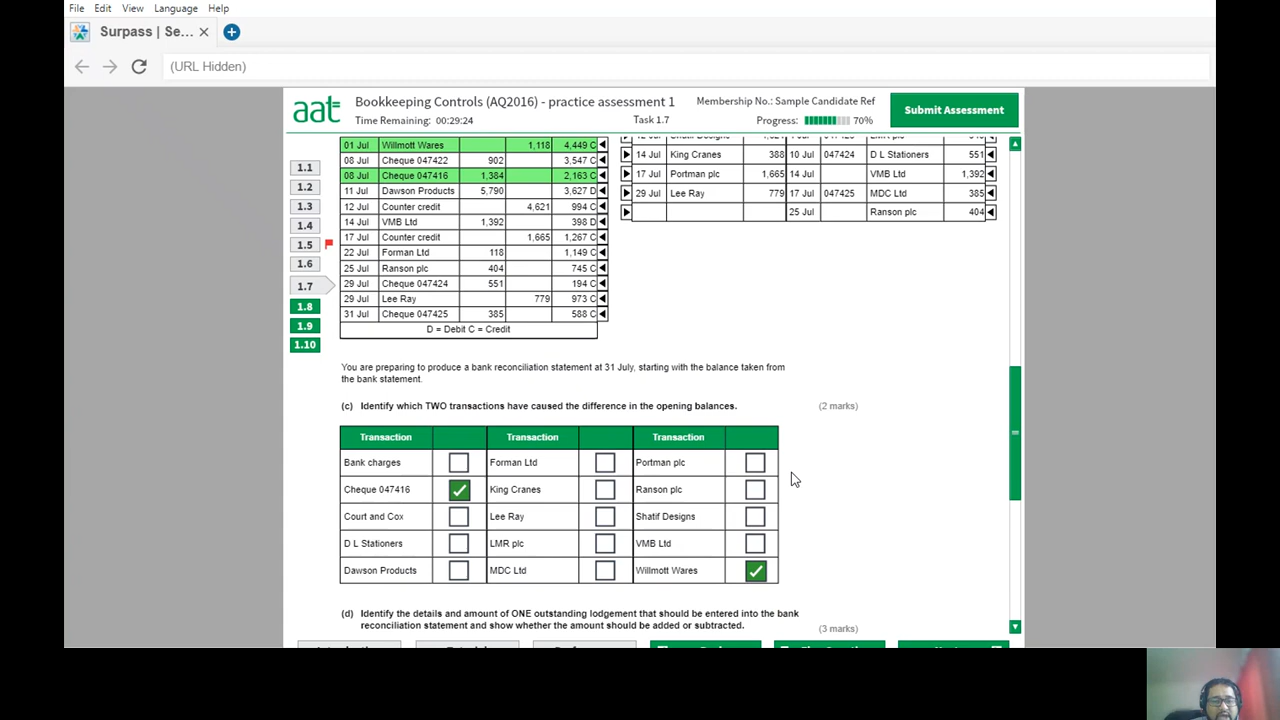 File Edit View Language Help
Surpass | Se...
(URL Hidden)
aat Bookkeeping Controls (AQ2016) - practice assessment 1 Membership No.: Sample Candidate Ref Submit Assessment
Time Remaining: 00:29:24 Task 1.7 Progress: 70%
1.1
1.2
1.3
1.4
1.5
1.6
1.7
1.8
1.9
1.10
01 Jul Willmott Wares 1,118 4,449 C
08 Jul Cheque 047422 902 3,547 C
08 Jul Cheque 047416 1,384 2,163 C
11 Jul Dawson Products 5,790 3,627 D
12 Jul Counter credit 4,621 994 C
14 Jul VMB Ltd 1,392 398 D
17 Jul Counter credit 1,665 1,267 C
22 Jul Forman Ltd 118 1,149 C
25 Jul Ranson plc 404 745 C
29 Jul Cheque 047424 551 194 C
29 Jul Lee Ray 779 973 C
31 Jul Cheque 047425 385 588 C
D = Debit C = Credit
14 Jul King Cranes 388 10 Jul 047424 D L Stationers 551
17 Jul Portman plc 1,665 14 Jul VMB Ltd 1,392
29 Jul Lee Ray 779 17 Jul 047425 MDC Ltd 385
25 Jul Ranson plc 404
You are preparing to produce a bank reconciliation statement at 31 July, starting with the balance taken from
the bank statement.
(c) Identify which TWO transactions have caused the difference in the opening balances. (2 marks)
Transaction Transaction Transaction
Bank charges Forman Ltd Portman plc
Cheque 047416 King Cranes Ranson plc
Court and Cox Lee Ray Shatif Designs
D L Stationers LMR plc VMB Ltd
Dawson Products MDC Ltd Willmott Wares
(d) Identify the details and amount of ONE outstanding lodgement that should be entered into the bank
reconciliation statement and show whether the amount should be added or subtracted. (3 marks)